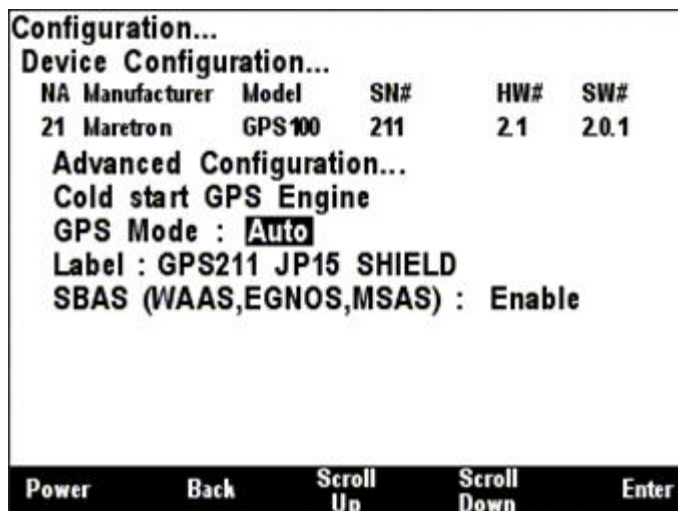 Configuration...
Device Configuration...
NA Manufacturer Model SN# HW# SW#
21 Maretron GPS100 211 2.1 2.0.1
Advanced Configuration...
Cold start GPS Engine
GPS Mode : Auto
Label : GPS211 JP15 SHIELD
SBAS (WAAS,EGNOS,MSAS) : Enable
Power Back Scroll Up Scroll Down Enter